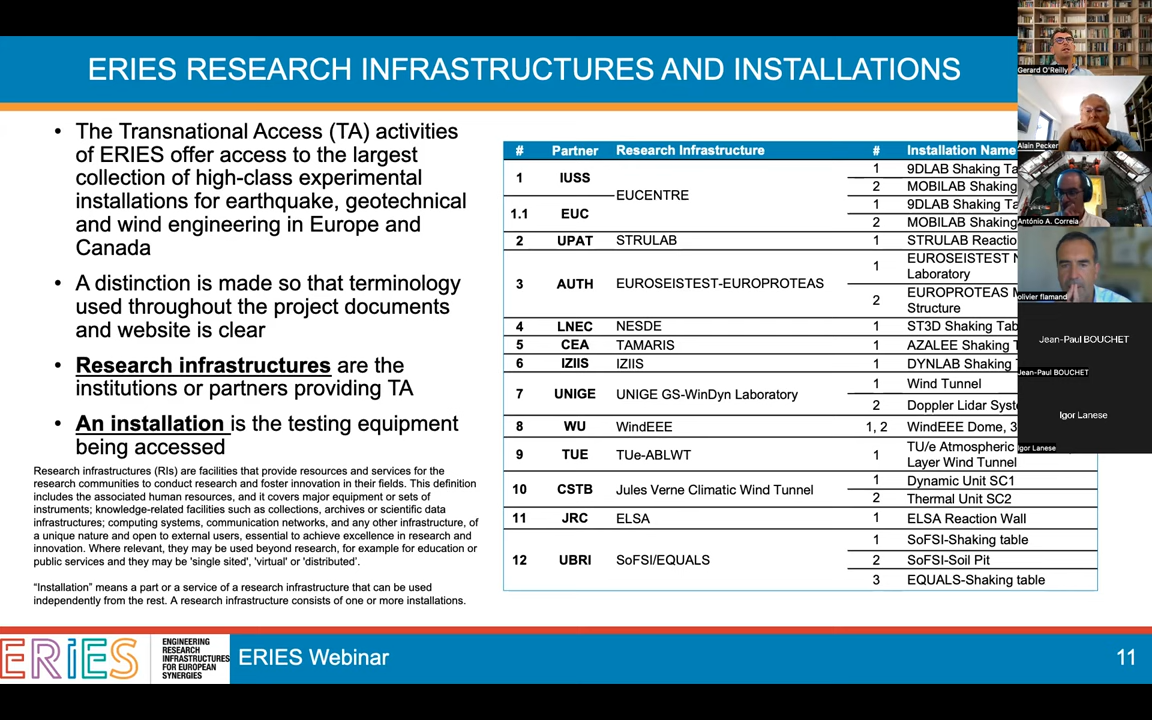 ERIES RESEARCH INFRASTRUCTURES AND INSTALLATIONS
• The Transnational Access (TA) activities
of ERIES offer access to the largest
collection of high-class experimental
installations for earthquake, geotechnical
and wind engineering in Europe and
Canada
• A distinction is made so that terminology
used throughout the project documents
and website is clear
• Research infrastructures are the
institutions or partners providing TA
• An installation is the testing equipment
being accessed
Research infrastructures (RIs) are facilities that provide resources and services for the
research communities to conduct research and foster innovation in their fields. This definition
includes the associated human resources, and it covers major equipment or sets of
instruments; knowledge-related facilities such as collections, archives or scientific data
infrastructures; computing systems, communication networks, and any other infrastructure, of
a unique nature and open to external users, essential to achieve excellence in research and
innovation. Where relevant, they may be used beyond research, for example for education or
public services and they may be 'single sited', 'virtual' or 'distributed'.
“Installation” means a part or a service of a research infrastructure that can be used
independently from the rest. A research infrastructure consists of one or more installations.
# Partner Research Infrastructure # Installation Name
1 IUSS EUCENTRE 1 9DLAB Shaking Ta
2 MOBILAB Shaking
1.1 EUC 1 9DLAB Shaking Ta
2 MOBILAB Shaking
2 UPAT STRULAB 1 STRULAB Reactio
3 AUTH EUROSEISTEST-EUROPROTEAS 1 EUROSEISTEST N
Laboratory
2 EUROPROTEAS M
Structure
4 LNEC NESDE 1 ST3D Shaking Tab
5 CEA TAMARIS 1 AZALEE Shaking T
6 IZIIS IZIIS 1 DYNLAB Shaking
7 UNIGE UNIGE GS-WinDyn Laboratory 1 Wind Tunnel
2 Doppler Lidar Syst
8 WU WindEEE 1, 2 WindEEE Dome, 3
9 TUE TUe-ABLWT 1 TU/e Atmospheric
Layer Wind Tunnel
10 CSTB Jules Verne Climatic Wind Tunnel 1 Dynamic Unit SC1
2 Thermal Unit SC2
11 JRC ELSA 1 ELSA Reaction Wall
12 UBRI SoFSI/EQUALS 1 SoFSI-Shaking table
2 SoFSI-Soil Pit
3 EQUALS-Shaking table
Gerard O'Reilly
Alain Pecker
António A. Correia
olivier flamand
Jean-Paul BOUCHET
Jean-Paul BOUCHET
Igor Lanese
Igor Lanese
ERIES
ENGINEERING
RESEARCH
INFRASTRUCTURES
FOR EUROPEAN
SYNERGIES
ERIES Webinar
11